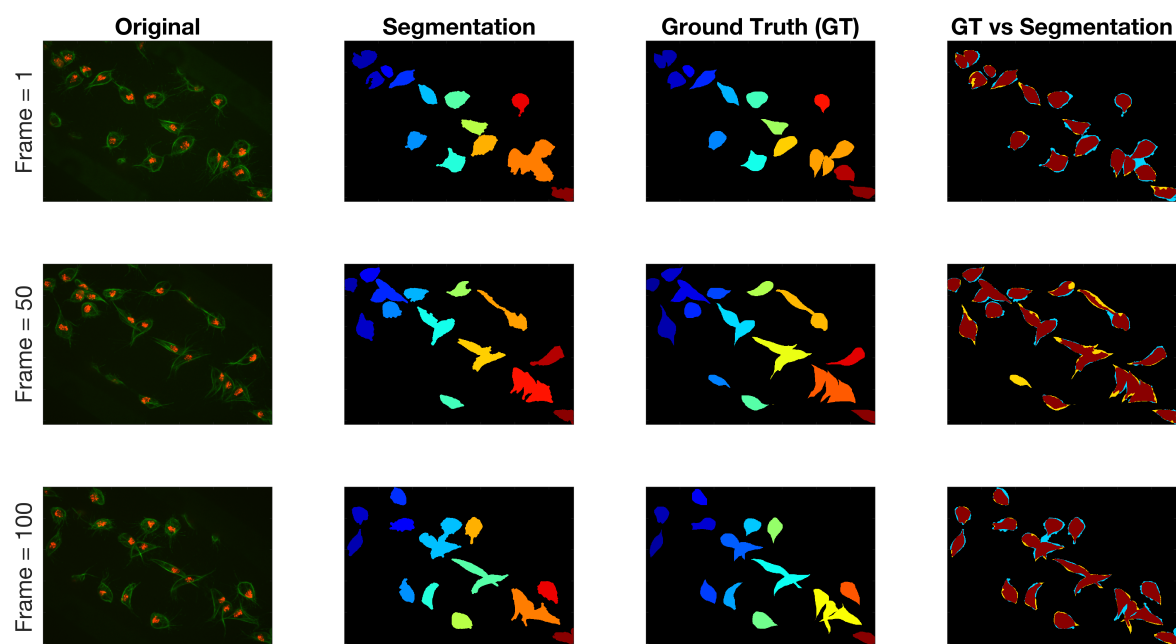 Original Segmentation Ground Truth (GT) GT vs Segmentation
Frame = 1
Frame = 50
Frame = 100